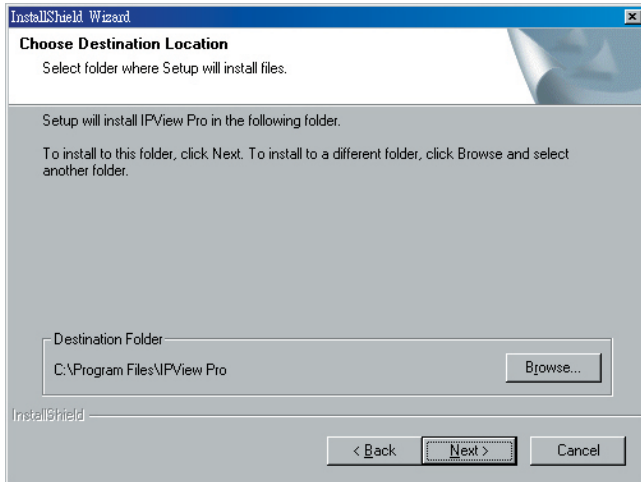 InstallShield Wizard
Choose Destination Location
Select folder where Setup will install files.
Setup will install IPView Pro in the following folder.
To install to this folder, click Next. To install to a different folder, click Browse and select
another folder.
Destination Folder
C:\Program Files\IPView Pro
Browse...
InstallShield
< Back
Next >
Cancel